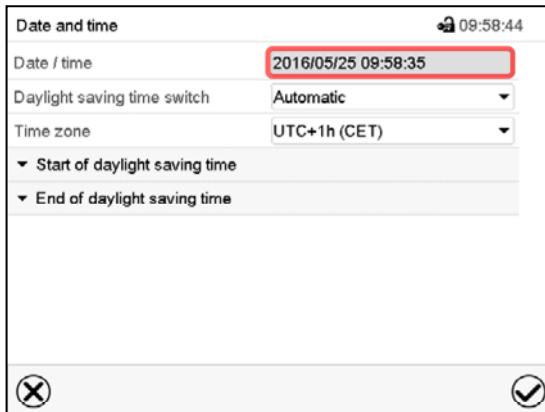 Date and time 09:58:44
Date / time 2016/05/25 09:58:35
Daylight saving time switch Automatic
Time zone UTC+1h (CET)
Start of daylight saving time
End of daylight saving time